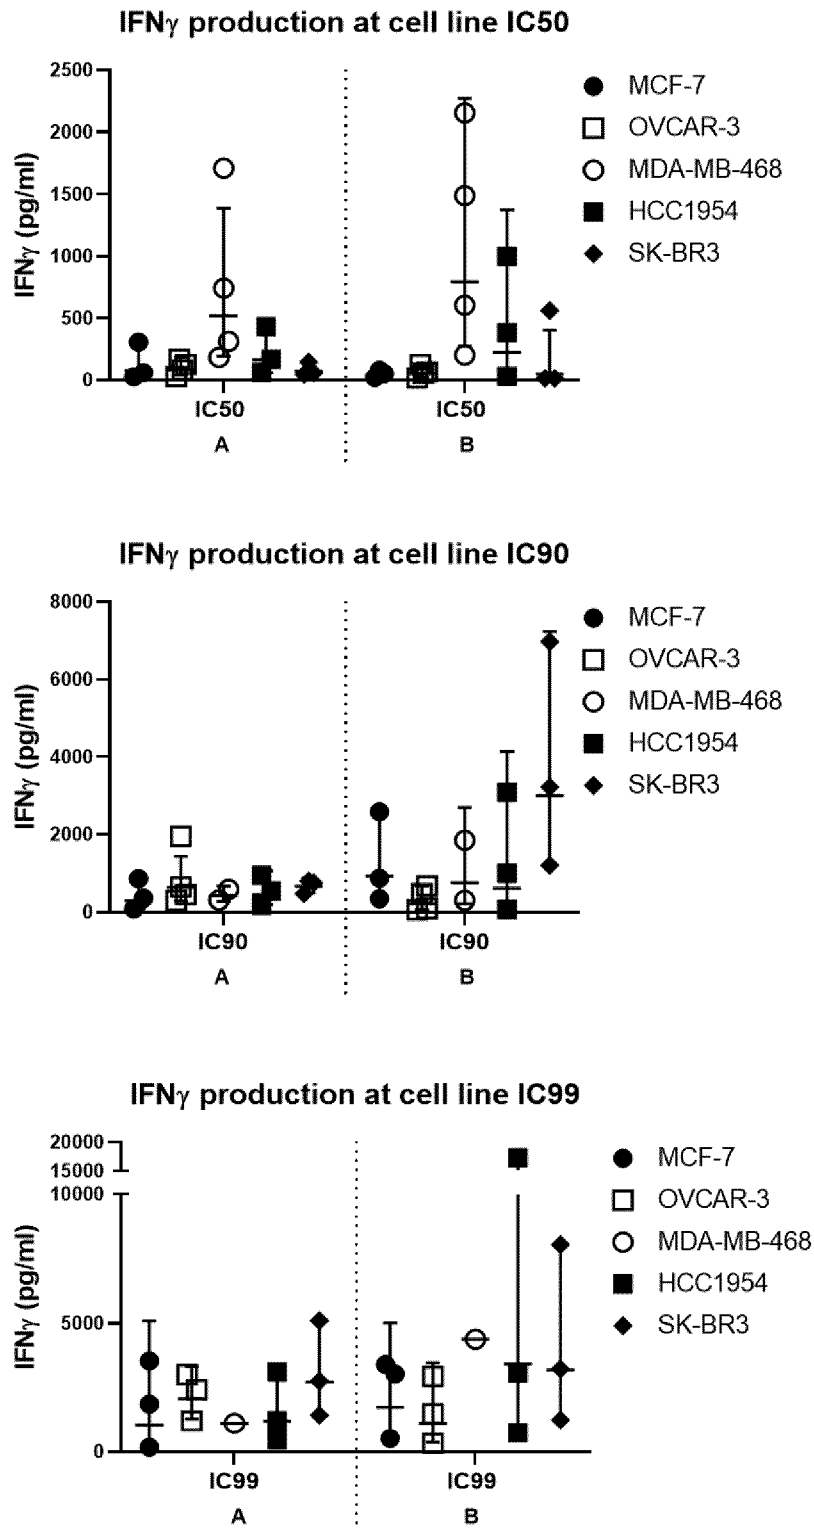 IFNγ production at cell line IC50
IFNγ (pg/ml)
2500
2000
1500
1000
500
0
IC50
A
IC50
B
MCF-7
OVCAR-3
MDA-MB-468
HCC1954
SK-BR3
IFNγ production at cell line IC90
IFNγ (pg/ml)
8000
6000
4000
2000
0
IC90
A
IC90
B
MCF-7
OVCAR-3
MDA-MB-468
HCC1954
SK-BR3
IFNγ production at cell line IC99
IFNγ (pg/ml)
20000
15000
10000
5000
0
IC99
A
IC99
B
MCF-7
OVCAR-3
MDA-MB-468
HCC1954
SK-BR3